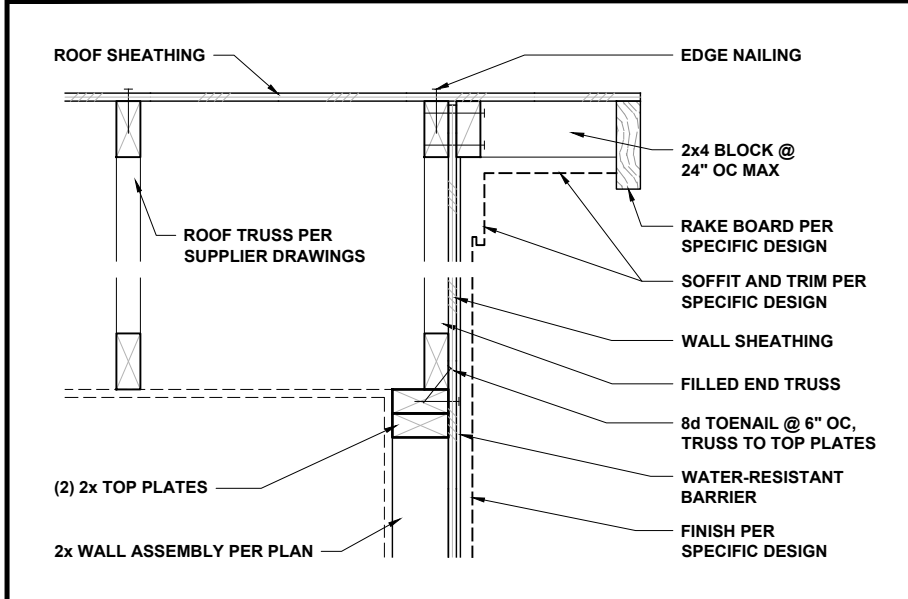 ROOF SHEATHING
EDGE NAILING
2x4 BLOCK @
24" OC MAX
ROOF TRUSS PER
SUPPLIER DRAWINGS
RAKE BOARD PER
SPECIFIC DESIGN
SOFFIT AND TRIM PER
SPECIFIC DESIGN
WALL SHEATHING
FILLED END TRUSS
8d TOENAIL @ 6" OC,
TRUSS TO TOP PLATES
(2) 2x TOP PLATES
WATER-RESISTANT
BARRIER
2x WALL ASSEMBLY PER PLAN
FINISH PER
SPECIFIC DESIGN